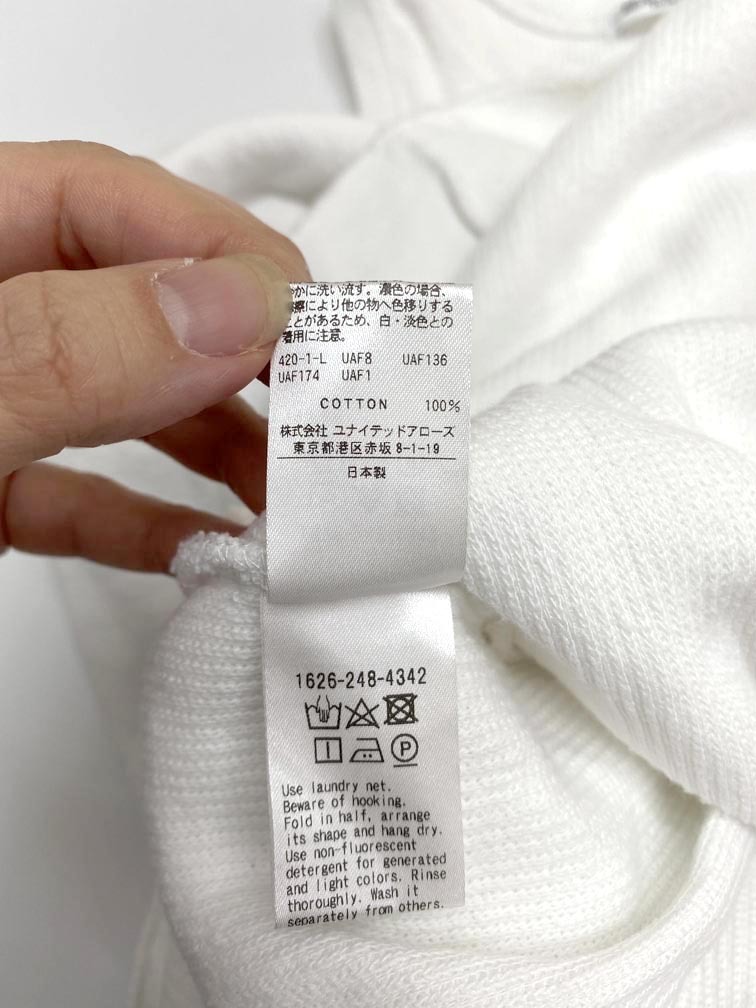 かに洗い流す。濃色の場合、
擦により他の物へ色移りする
ことがあるため、白・淡色との
着用に注意。
420-1-L UAF8 UAF136
UAF174 UAF1
COTTON 100%
株式会社 ユナイテッドアローズ
東京都港区赤坂 8-1-19
日本製
1626-248-4342
P
Use laundry net.
Beware of hooking.
Fold in half, arrange
its shape and hang dry.
Use non-fluorescent
detergent for generated
and light colors. Rinse
thoroughly. Wash it
separately from others.